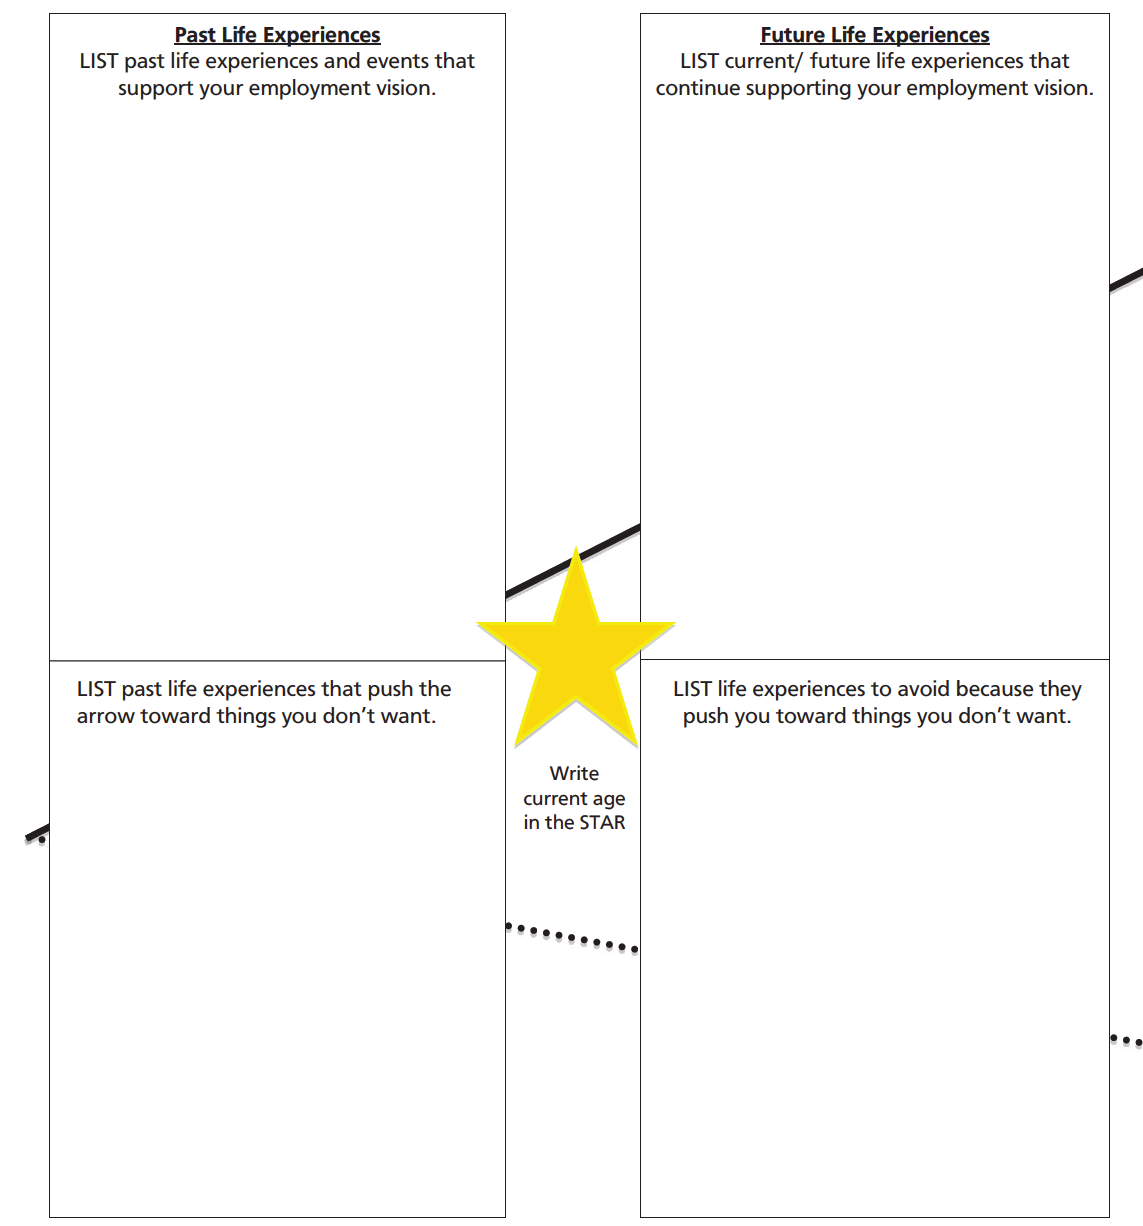 Past Life Experiences
LIST past life experiences and events that
support your employment vision.
Future Life Experiences
LIST current/ future life experiences that
continue supporting your employment vision.
LIST past life experiences that push the
arrow toward things you don’t want.
Write
current age
in the STAR
LIST life experiences to avoid because they
push you toward things you don’t want.